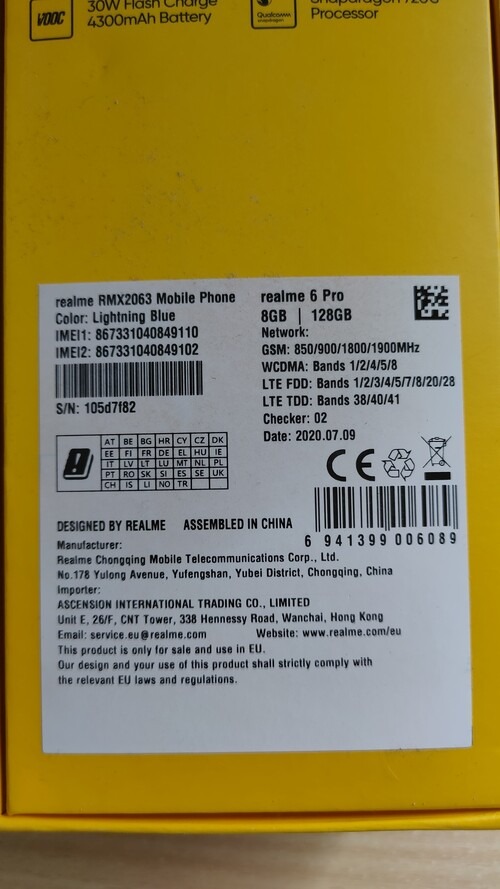 VOOC
30W Flash Charge
4300mAh Battery
Qualcomm
snapdragon
Processor
realme RMX2063 Mobile Phone
Color: Lightning Blue
IMEI1: 867331040849110
IMEI2: 867331040849102
S/N: 105d7f82
realme 6 Pro
8GB | 128GB
Network:
GSM: 850/900/1800/1900MHz
WCDMA: Bands 1/2/4/5/8
LTE FDD: Bands 1/2/3/4/5/7/8/20/28
LTE TDD: Bands 38/40/41
Checker: 02
Date: 2020.07.09
AT BE BG HR CY CZ DK
EE FI FR DE EL HU IE
IT LV LT LU MT NL PL
PT RO SK SI ES SE UK
CH IS LI NO TR
CE
DESIGNED BY REALME ASSEMBLED IN CHINA
6 941399 006089
Manufacturer:
Realme Chongqing Mobile Telecommunications Corp., Ltd.
No.178 Yulong Avenue, Yufengshan, Yubei District, Chongqing, China
Importer:
ASCENSION INTERNATIONAL TRADING CO., LIMITED
Unit E, 26/F, CNT Tower, 338 Hennessy Road, Wanchai, Hong Kong
Email: service.eu@realme.com Website: www.realme.com/eu
This product is only for sale and use in EU.
Our design and your use of this product shall strictly comply with
the relevant EU laws and regulations.